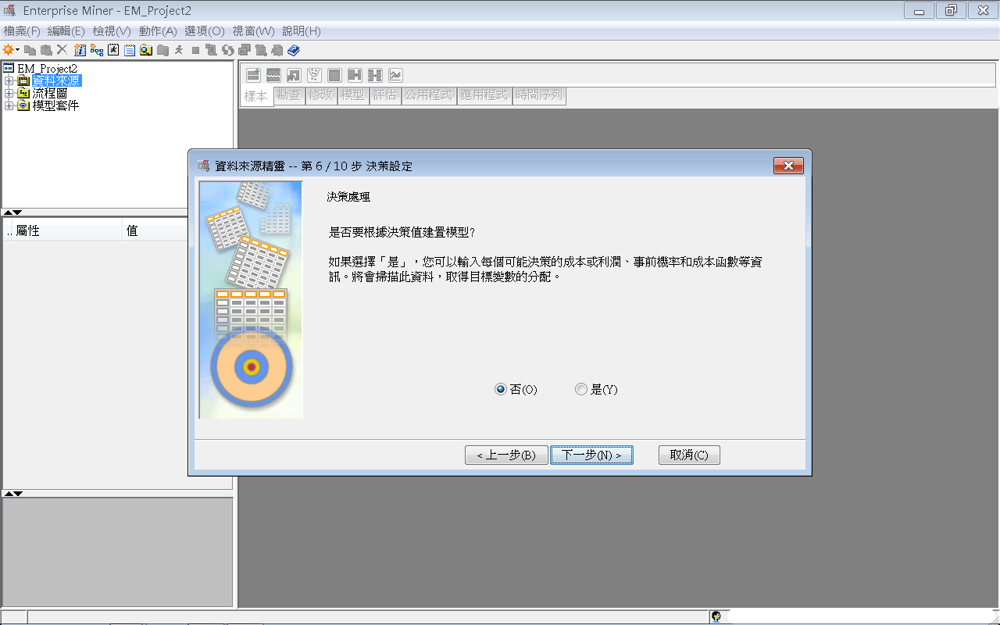 Enterprise Miner - EM_Project2
檔案(F) 編輯(E) 檢視(V) 動作(A) 選項(O) 視窗(W) 說明(H)
EM_Project2
資料來源
流程圖
模型套件
樣本 勘查 修改 模型 評估 公用程式 應用程式 時間序列
.. 屬性 值
資料來源精靈 -- 第 6 / 10 步 決策設定
決策處理
是否要根據決策值建置模型?
如果選擇「是」，您可以輸入每個可能決策的成本或利潤、事前機率和成本函數等資
訊。將會掃描此資料，取得目標變數的分配。
否(O) 是(Y)
< 上一步(B) 下一步(N) > 取消(C)